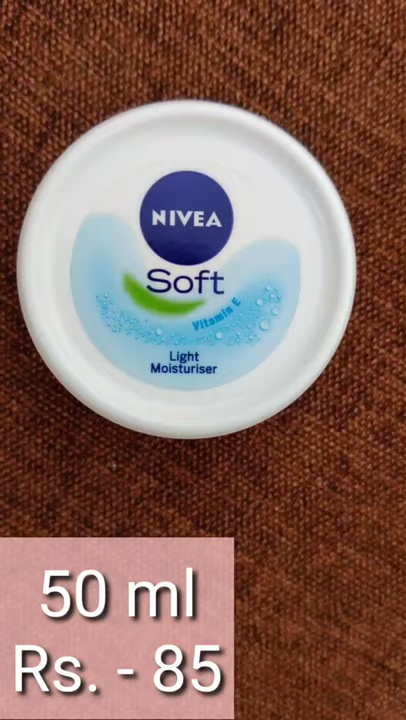 NIVEA
Soft
Vitamin E
Light
Moisturiser
50 ml
Rs. - 85